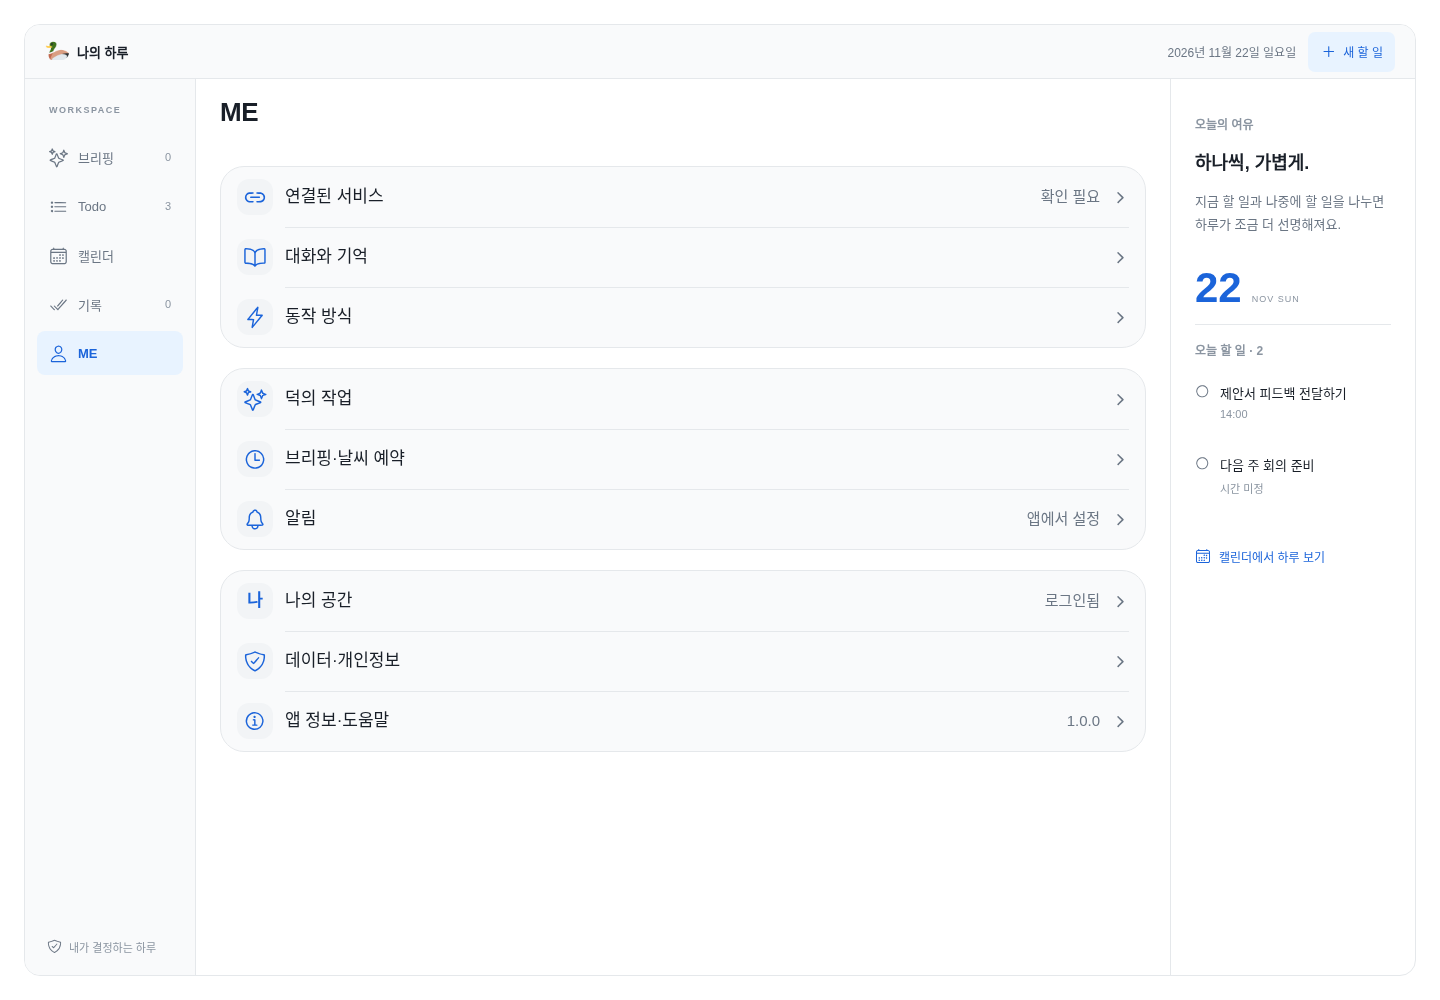 나의 하루
2026년 11월 22일 일요일
새 할 일
WORKSPACE
브리핑 0
Todo 3
캘린더
기록 0
ME
내가 결정하는 하루
ME
연결된 서비스 확인 필요
대화와 기억
동작 방식
덕의 작업
브리핑·날씨 예약
알림 앱에서 설정
나 나의 공간 로그인됨
데이터·개인정보
앱 정보·도움말 1.0.0
오늘의 여유
하나씩, 가볍게.
지금 할 일과 나중에 할 일을 나누면
하루가 조금 더 선명해져요.
22 NOV SUN
오늘 할 일 · 2
제안서 피드백 전달하기
14:00
다음 주 회의 준비
시간 미정
캘린더에서 하루 보기